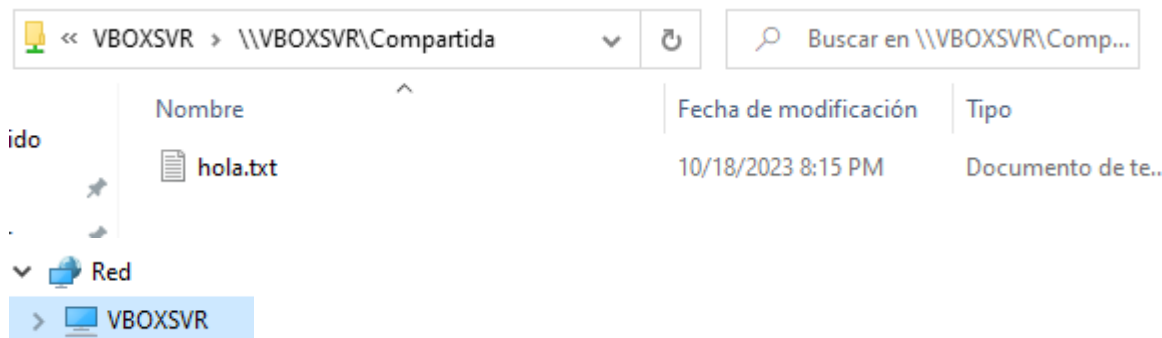 « VBOXSVR > \\VBOXSVR\Compartida Buscar en \\VBOXSVR\Comp...
Nombre Fecha de modificación Tipo
ido
hola.txt 10/18/2023 8:15 PM Documento de te..
Red
VBOXSVR